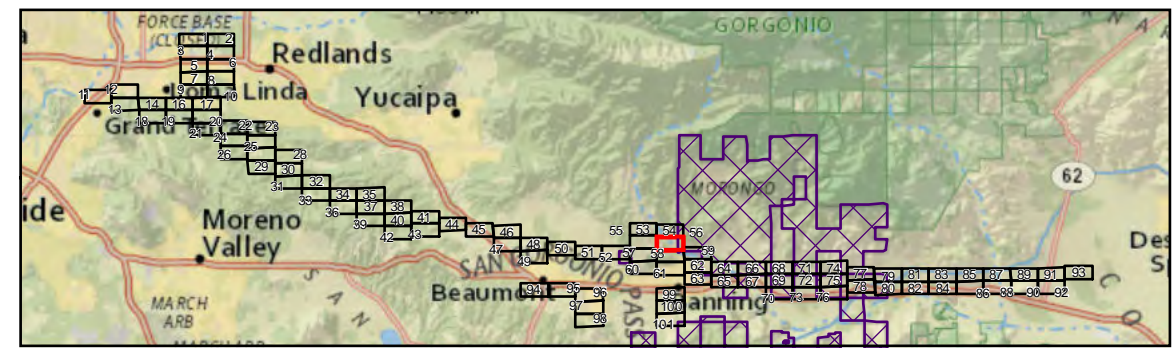 FORCE BASE
GORGONIO
Redlands
Yucaipa
Loma Linda
Grand Terrace
MORONGO
62
ide
Moreno
Valley
Des
S
SAN GORGONIO PASS
Beaumont
Banning
MARCH
ARB
S A N
C O
1 2
3 4
5 6
7 8
9 10
11 12
13 14 16 17
18 19 20 22 23
21 24
25
26 28
29 30
31 32
33 34 35
36 37 38
39 40 41
42 43 44 45 46
47 48
49 50 51 52
53 54
55 56
57 58 59
60 61 62
63 64 66 68 71 74
65 67 69 72 75
70 73 76
77 79 81 83 85 87 89 91 93
78 80 82 84
86 88 90 92
94 95 96
97
98
99
100
101